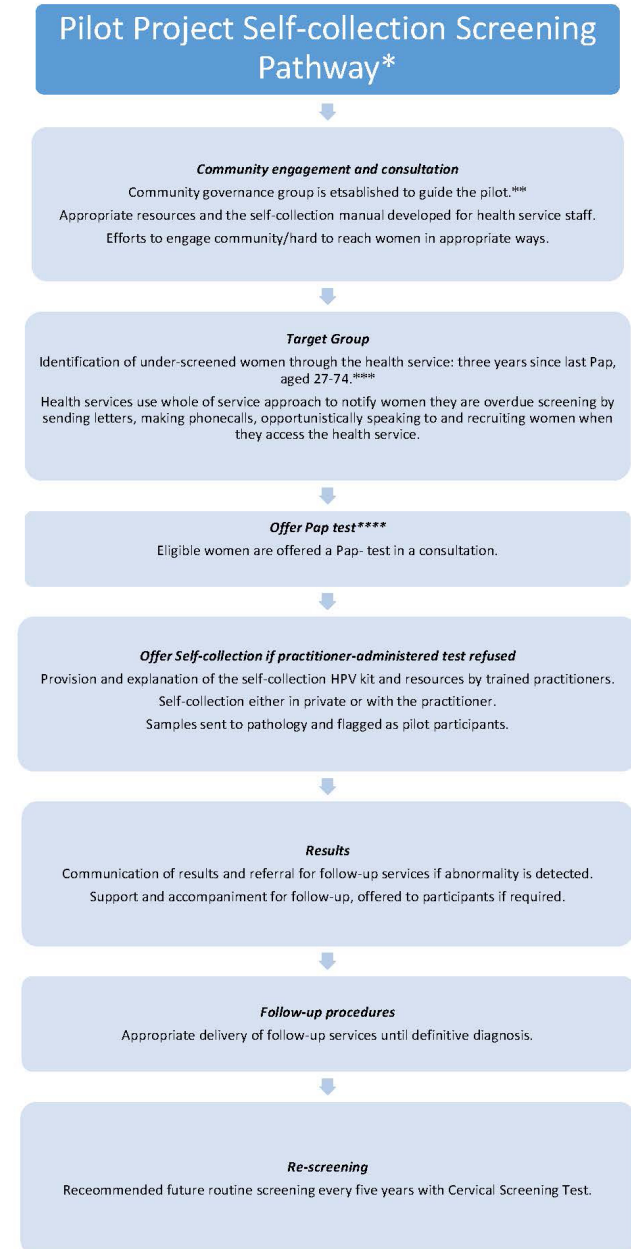 Pilot Project Self-collection Screening
Pathway*
Community engagement and consultation
Community governance group is etsablished to guide the pilot.**
Appropriate resources and the self-collection manual developed for health service staff.
Efforts to engage community/hard to reach women in appropriate ways.
Target Group
Identification of under-screened women through the health service: three years since last Pap,
aged 27-74.***
Health services use whole of service approach to notify women they are overdue screening by
sending letters, making phonecalls, opportunistically speaking to and recruiting women when
they access the health service.
Offer Pap test****
Eligible women are offered a Pap- test in a consultation.
Offer Self-collection if practitioner-administered test refused
Provision and explanation of the self-collection HPV kit and resources by trained practitioners.
Self-collection either in private or with the practitioner.
Samples sent to pathology and flagged as pilot participants.
Results
Communication of results and referral for follow-up services if abnormality is detected.
Support and accompaniment for follow-up, offered to participants if required.
Follow-up procedures
Appropriate delivery of follow-up services until definitive diagnosis.
Re-screening
Receommended future routine screening every five years with Cervical Screening Test.